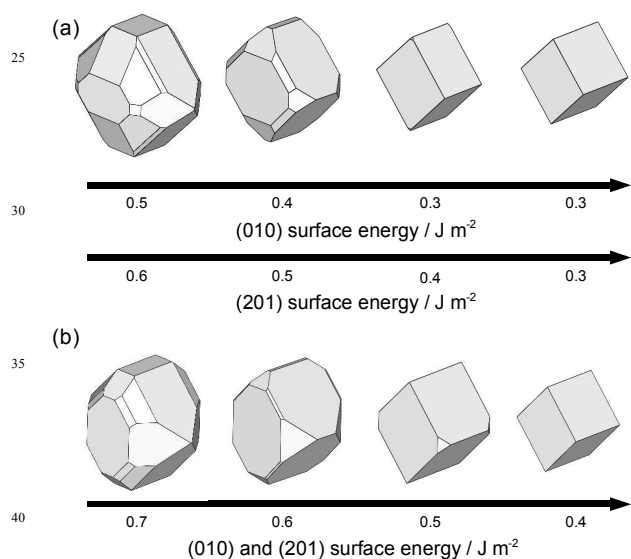 (a)
25
30
0.5 0.4 0.3 0.3
(010) surface energy / J m⁻²
0.6 0.5 0.4 0.3
(201) surface energy / J m⁻²
(b)
35
40
0.7 0.6 0.5 0.4
(010) and (201) surface energy / J m⁻²